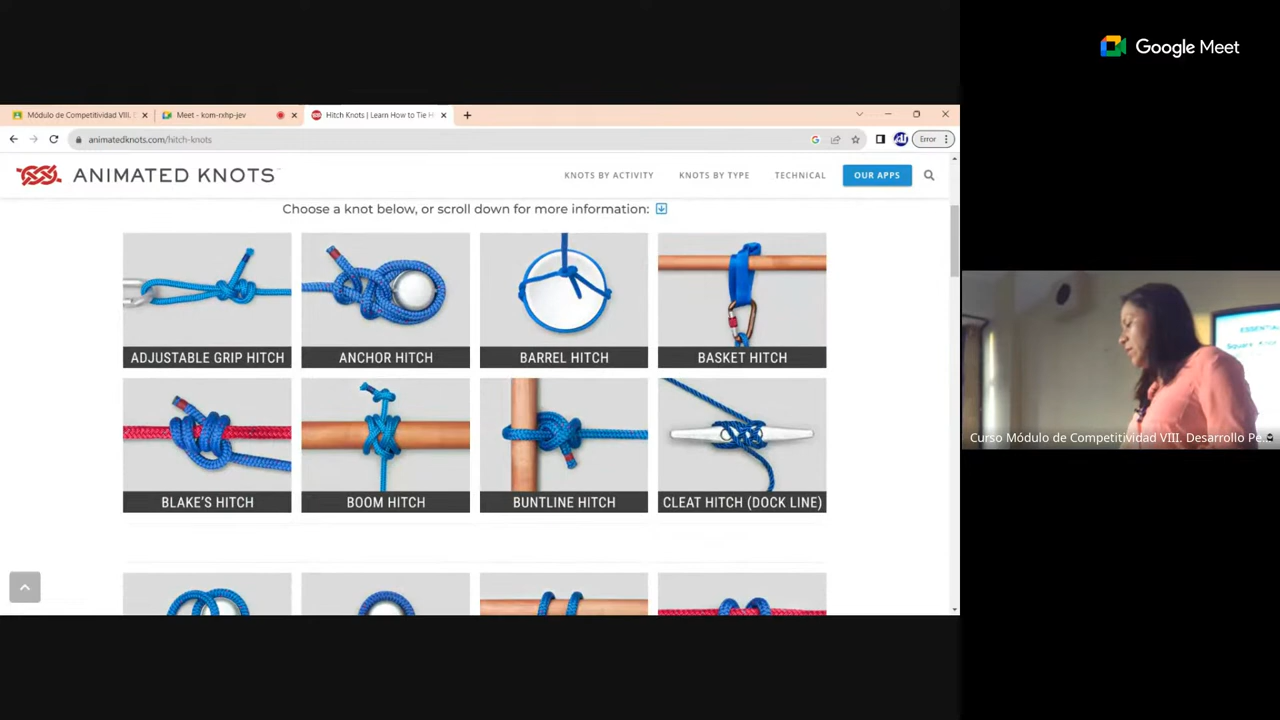 Google Meet
Módulo de Competitividad VIII. D
Meet - kom-rxhp-jev
Hitch Knots | Learn How to Tie H
animatedknots.com/hitch-knots
Error
ANIMATED KNOTS
KNOTS BY ACTIVITY
KNOTS BY TYPE
TECHNICAL
OUR APPS
Choose a knot below, or scroll down for more information:
ADJUSTABLE GRIP HITCH
ANCHOR HITCH
BARREL HITCH
BASKET HITCH
BLAKE'S HITCH
BOOM HITCH
BUNTLINE HITCH
CLEAT HITCH (DOCK LINE)
ESSENTIAL
Square
Curso Módulo de Competitividad VIII. Desarrollo Pe...